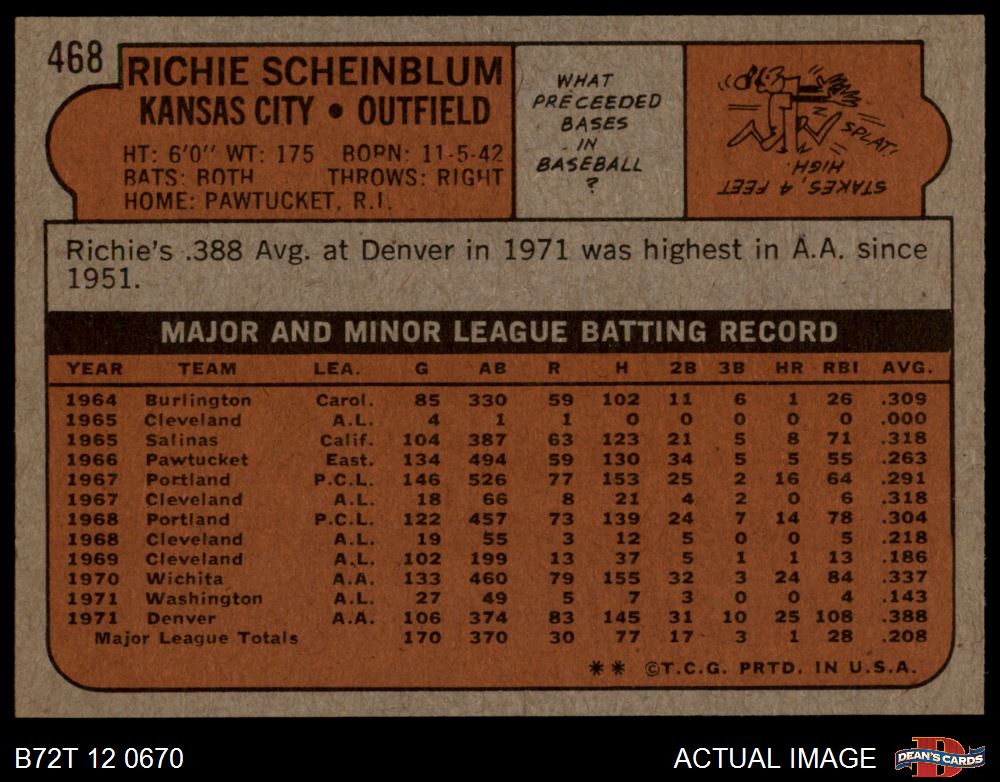 468
RICHIE SCHEINBLUM
KANSAS CITY • OUTFIELD
HT: 6'0" WT: 175 BORN: 11-5-42
BATS: BOTH THROWS: RIGHT
HOME: PAWTUCKET, R.I.
WHAT
PRECEEDED
BASES
IN
BASEBALL
?
STAKES, 4 FEET
HIGH.
SPLAT!
Richie's .388 Avg. at Denver in 1971 was highest in A.A. since
1951.
MAJOR AND MINOR LEAGUE BATTING RECORD
YEAR TEAM LEA. G AB R H 2B 3B HR RBI AVG.
1964 Burlington Carol. 85 330 59 102 11 6 1 26 .309
1965 Cleveland A.L. 4 1 1 0 0 0 0 0 .000
1965 Salinas Calif. 104 387 63 123 21 5 8 71 .318
1966 Pawtucket East. 134 494 59 130 34 5 5 55 .263
1967 Portland P.C.L. 146 526 77 153 25 2 16 64 .291
1967 Cleveland A.L. 18 66 8 21 4 2 0 6 .318
1968 Portland P.C.L. 122 457 73 139 24 7 14 78 .304
1968 Cleveland A.L. 19 55 3 12 5 0 0 5 .218
1969 Cleveland A.L. 102 199 13 37 5 1 1 13 .186
1970 Wichita A.A. 133 460 79 155 32 3 24 84 .337
1971 Washington A.L. 27 49 5 7 3 0 0 4 .143
1971 Denver A.A. 106 374 83 145 31 10 25 108 .388
Major League Totals 170 370 30 77 17 3 1 28 .208
** ©T.C.G. PRTD. IN U.S.A.
B72T 12 0670
ACTUAL IMAGE
D
DEAN'S CARDS